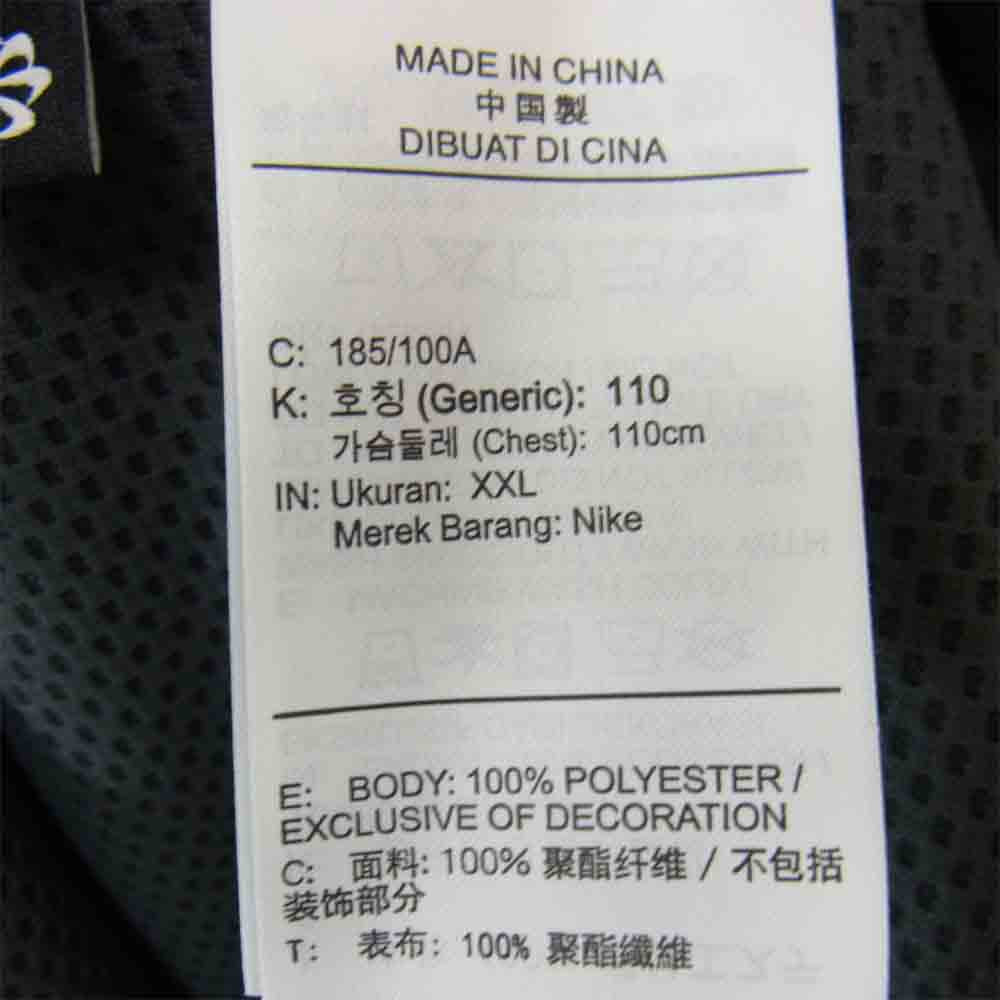 MADE IN CHINA
中国製
DIBUAT DI CINA
C: 185/100A
K: 호칭 (Generic): 110
가슴둘레 (Chest): 110cm
IN: Ukuran: XXL
Merek Barang: Nike
E: BODY: 100% POLYESTER /
EXCLUSIVE OF DECORATION
C: 面料: 100% 聚酯纤维 / 不包括
装饰部分
T: 表布: 100% 聚酯纖維